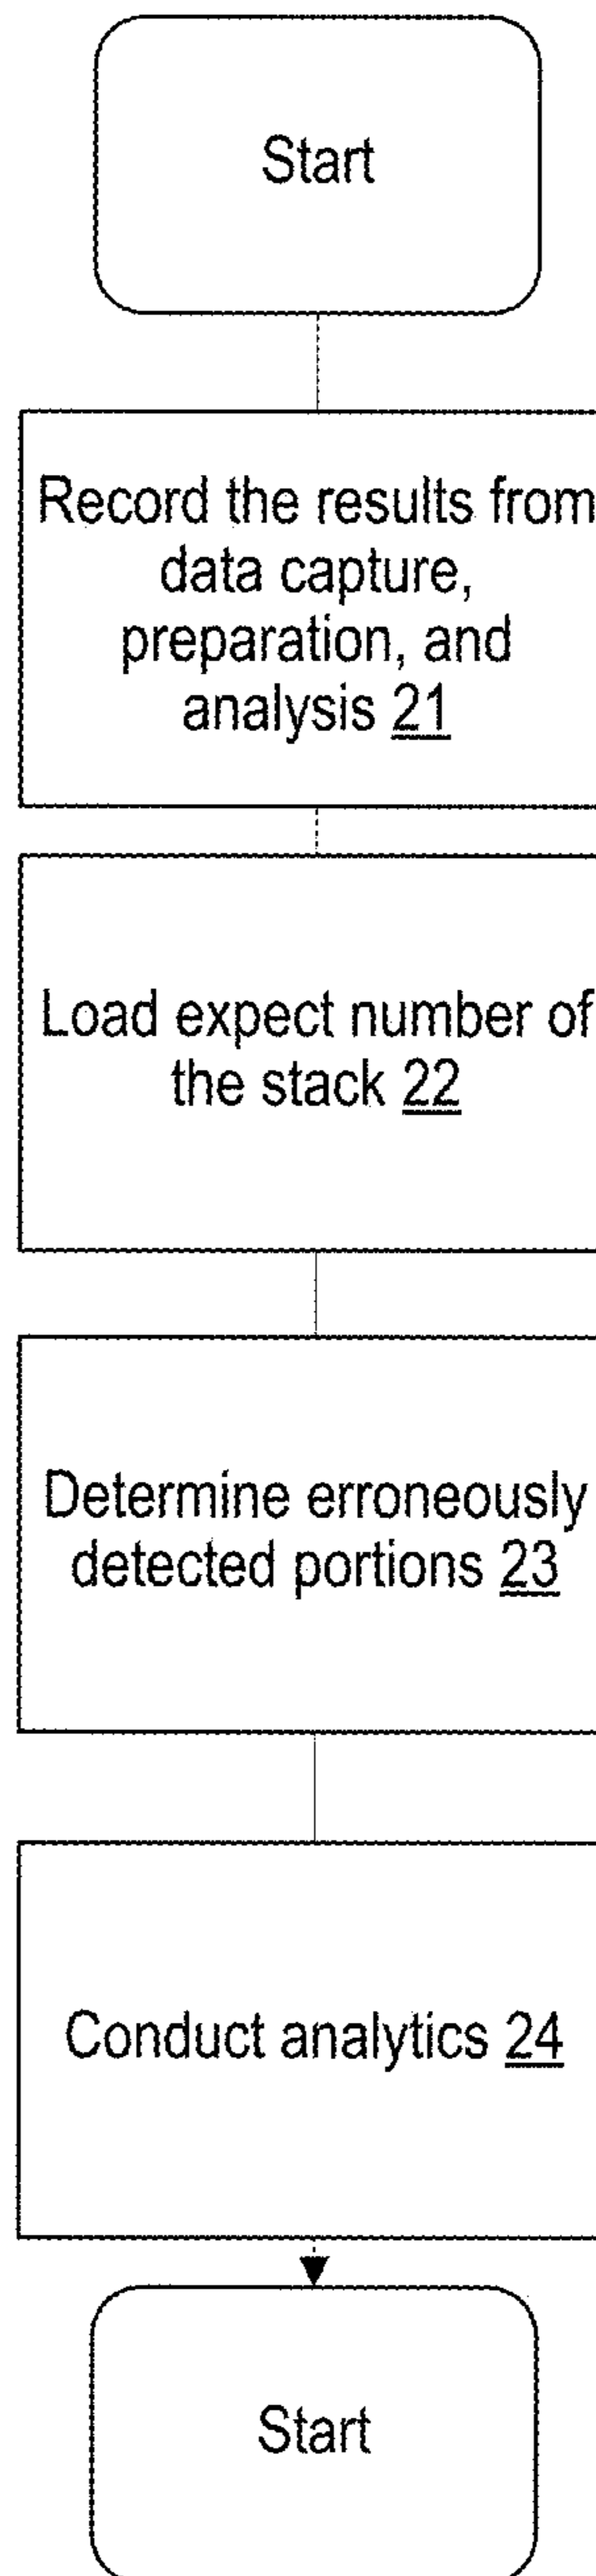 Start
Record the results from
data capture,
preparation, and
analysis 21
Load expect number of
the stack 22
Determine erroneously
detected portions 23
Conduct analytics 24
Start